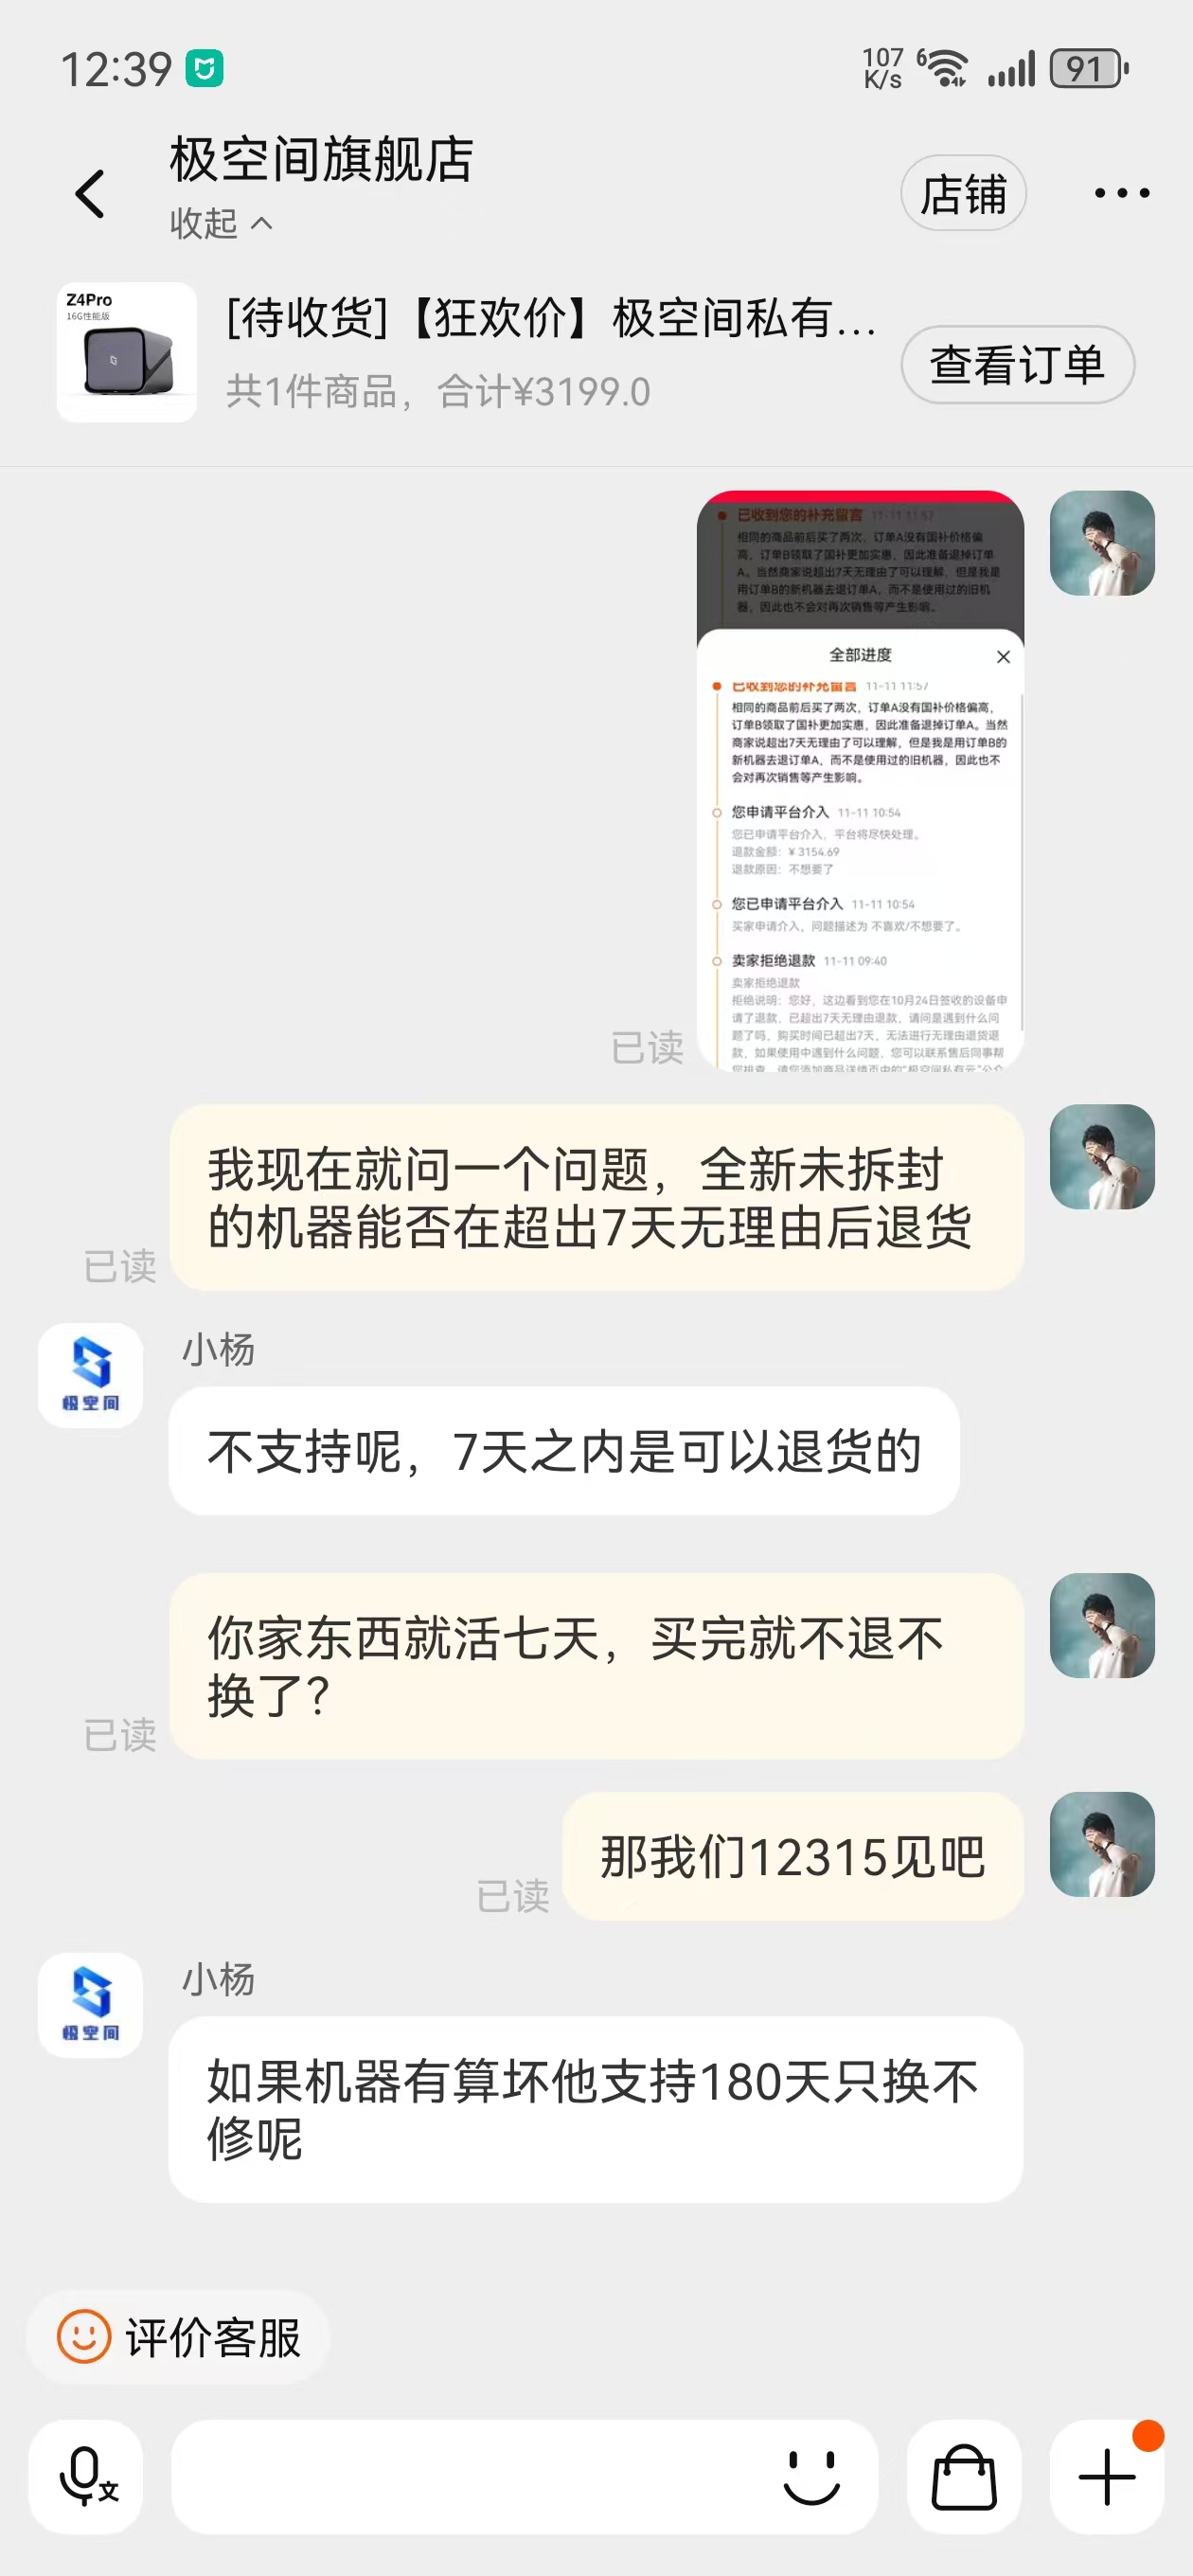 12:39
107 K/s
6
91
极空间旗舰店
收起
店铺
Z4Pro
16G性能版
[待收货]【狂欢价】极空间私有...
共1件商品，合计¥3199.0
查看订单
已收到您的补充留言 11-11 11:57
相同的商品前后买了两次，订单A没有国补价格偏
高，订单B领取了国补更加实惠，因此准备退掉订单
A。当然商家说超出7天无理由了可以理解，但是我是
用订单B的新机器去退订单A，而不是使用过的旧机
器，因此也不会对再次销售等产生影响。
全部进度
已收到您的补充留言 11-11 11:57
相同的商品前后买了两次，订单A没有国补价格偏高，
订单B领取了国补更加实惠，因此准备退掉订单A。当然
商家说超出7天无理由了可以理解，但是我是用订单B的
新机器去退订单A，而不是使用过的旧机器，因此也不
会对再次销售等产生影响。
您申请平台介入 11-11 10:54
您已申请平台介入，平台将尽快处理。
退款金额：¥3154.69
退款原因：不想要了
您已申请平台介入 11-11 10:54
买家申请介入，问题描述为 不喜欢/不想要了。
卖家拒绝退款 11-11 09:40
卖家拒绝退款
拒绝说明：您好，这边看到您在10月24日签收的设备申
请了退款，已超出7天无理由退款，请问是遇到什么问
题了吗，购买时间已超出7天，无法进行无理由退货退
款，如果使用中遇到什么问题，您可以联系售后同事帮
您排查，请您添加商品详情页中的“极空间私有云”公众
已读
我现在就问一个问题，全新未拆封
的机器能否在超出7天无理由后退货
已读
极空间
小杨
不支持呢，7天之内是可以退货的
你家东西就活七天，买完就不退不
换了？
已读
那我们12315见吧
已读
极空间
小杨
如果机器有算坏他支持180天只换不
修呢
评价客服
文